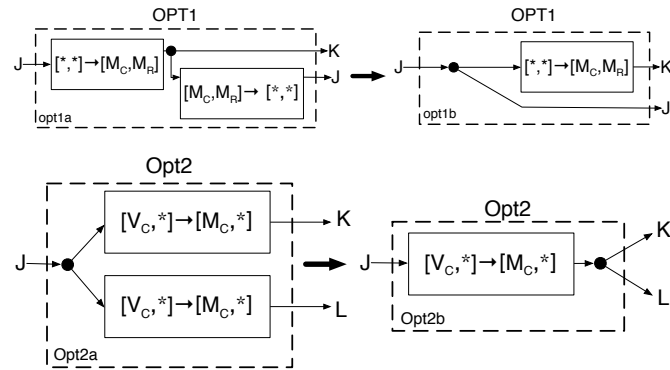 OPT1
J
[*,*]→[M_C,M_R]
K
[M_C,M_R]→ [*,*]
J
opt1a
OPT1
J
[*,*]→[M_C,M_R]
K
J
opt1b
Opt2
J
[V_C,*]→[M_C,*]
K
[V_C,*]→[M_C,*]
L
Opt2a
Opt2
J
[V_C,*]→[M_C,*]
K
L
Opt2b